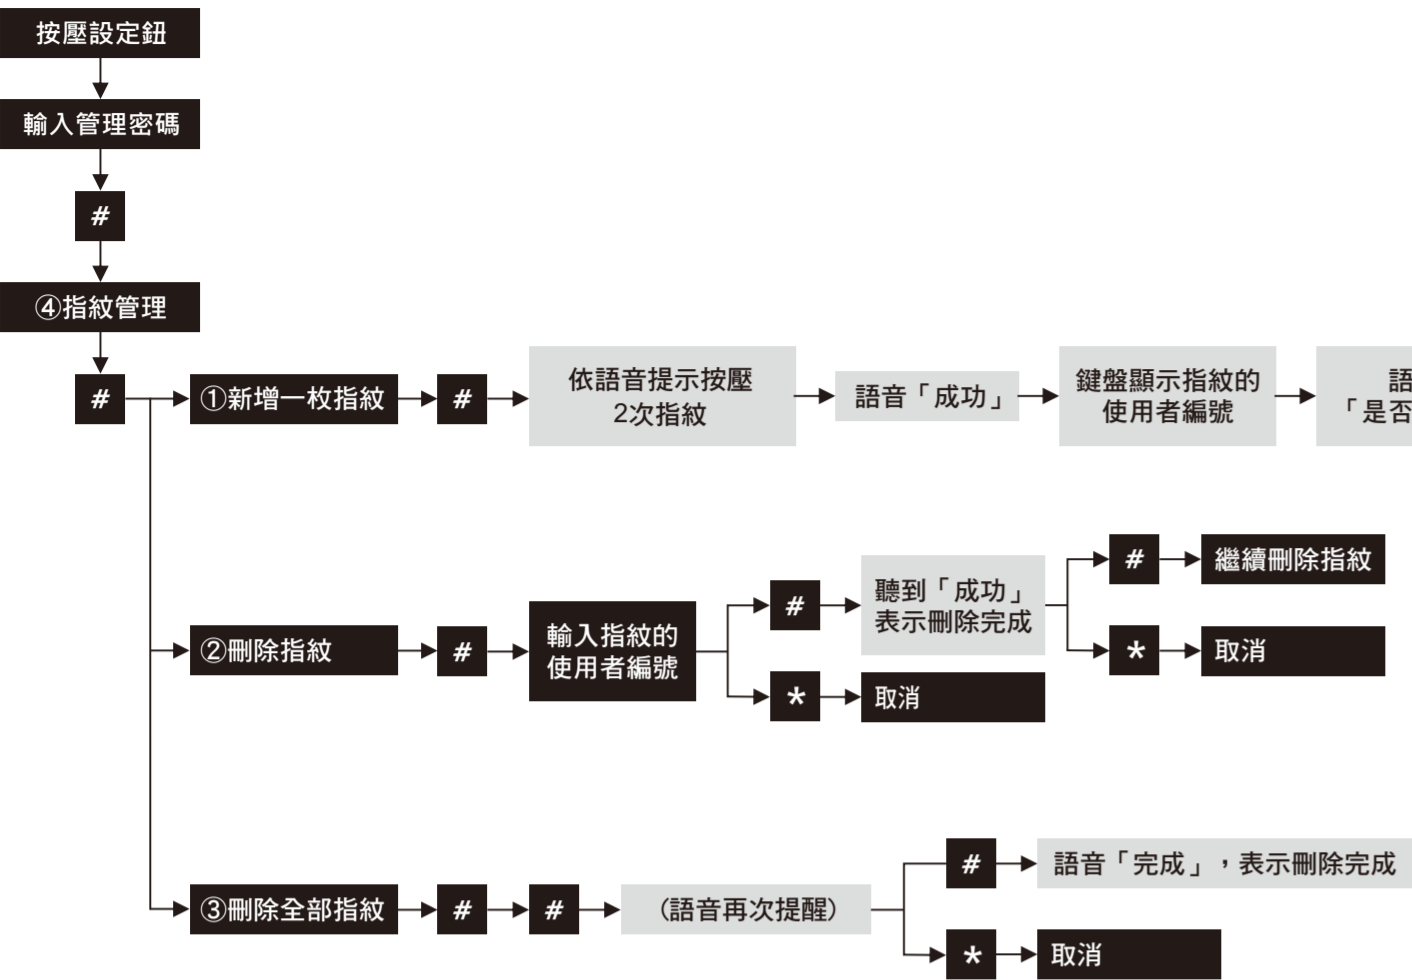 按壓設定鈕
輸入管理密碼
#
④指紋管理
#
①新增一枚指紋
#
依語音提示按壓
2次指紋
語音「成功」
鍵盤顯示指紋的
使用者編號
語
「是否
②刪除指紋
#
輸入指紋的
使用者編號
#
聽到「成功」
表示刪除完成
#
繼續刪除指紋
*
取消
*
取消
③刪除全部指紋
#
#
(語音再次提醒)
#
語音「完成」，表示刪除完成
*
取消